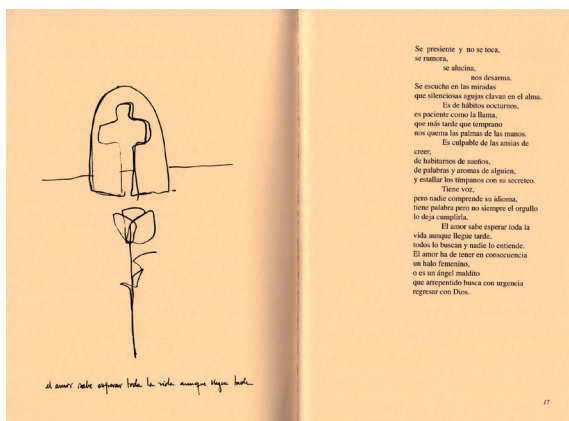 el amor sabe esperar toda la vida aunque llegue tarde
Se presiente y no se toca,
se rumora,
se alucina,
nos desarma.
Se escucha en las miradas
que silenciosas agujas clavan en el alma.
Es de hábitos nocturnos,
es paciente como la llama,
que más tarde que temprano
nos quema las palmas de las manos.
Es culpable de las ansias de
creer,
de habitarnos de sueños,
de palabras y aromas de alguien,
y estallar los tímpanos con su secreteo.
Tiene voz,
pero nadie comprende su idioma,
tiene palabra pero no siempre el orgullo
lo deja cumplirla.
El amor sabe esperar toda la
vida aunque llegue tarde,
todos lo buscan y nadie lo entiende.
El amor ha de tener en consecuencia
un halo femenino,
o es un ángel maldito
que arrepentido busca con urgencia
regresar con Dios.
17